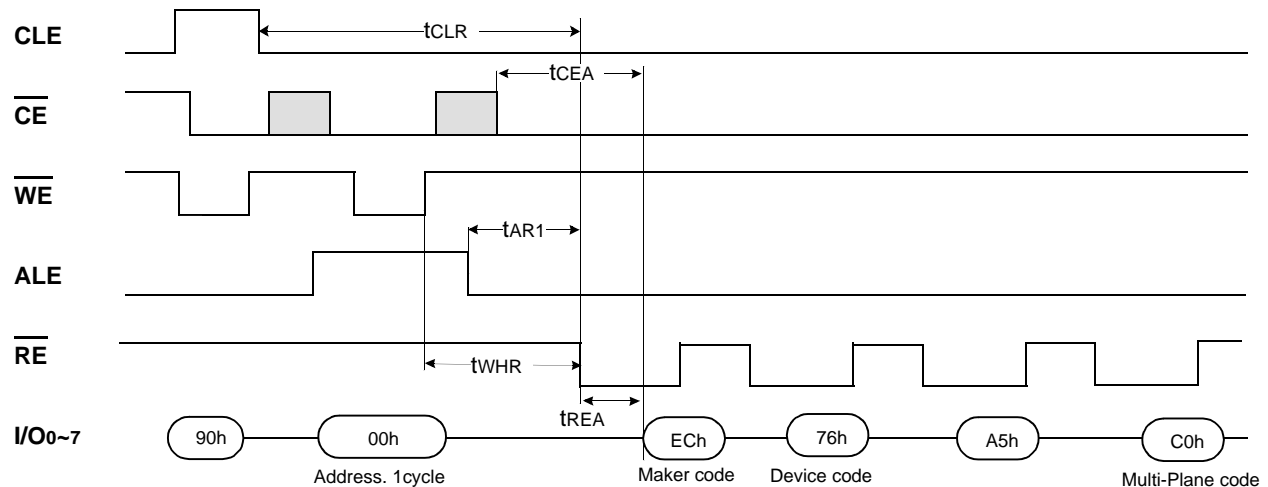 CLE
tCLR
tCEA
CE
WE
tAR1
ALE
RE
tWHR
tREA
I/O0~7
90h
00h
ECh
76h
A5h
C0h
Address. 1cycle
Maker code
Device code
Multi-Plane code